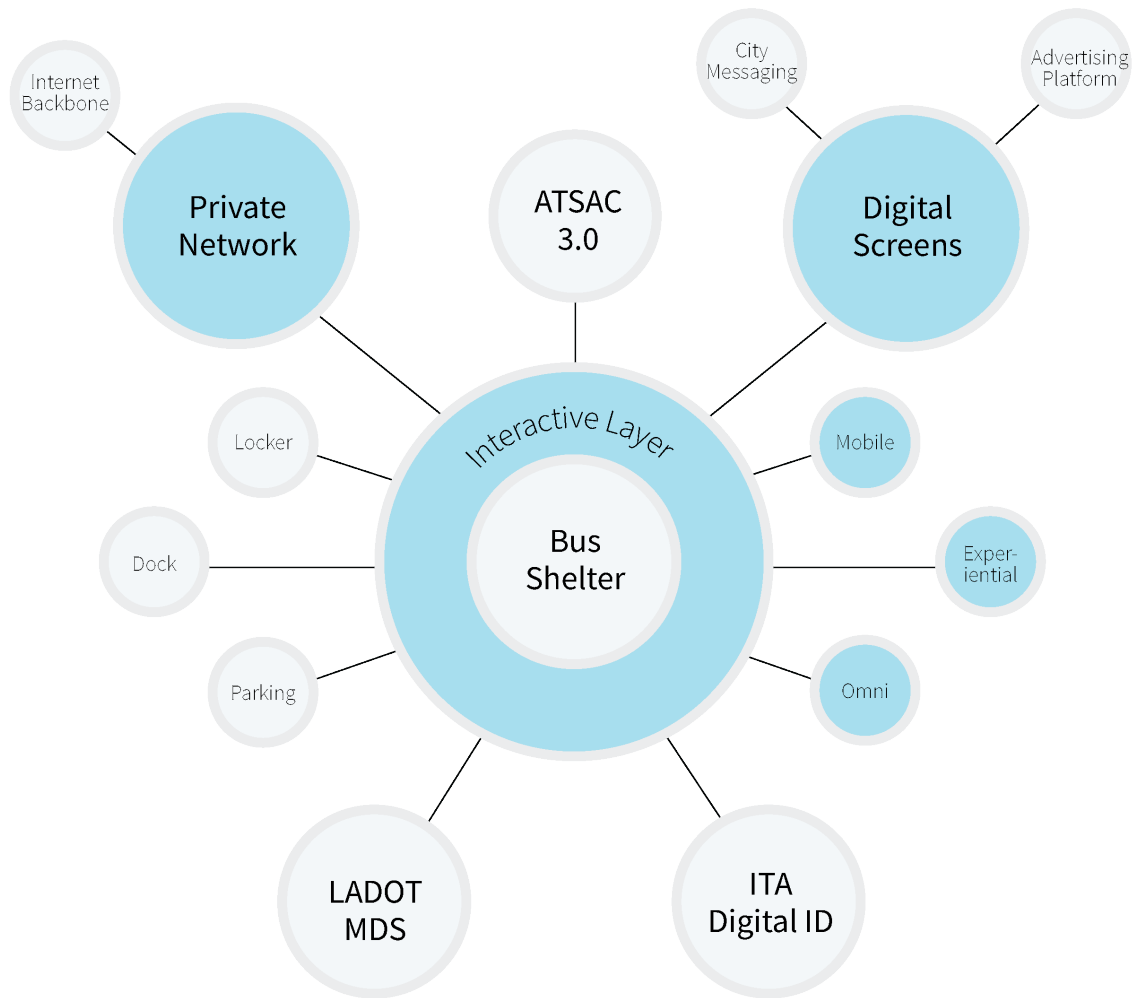 City
Messaging
Advertising
Platform
Internet
Backbone
Private
Network
ATSAC
3.0
Digital
Screens
Interactive Layer
Locker
Mobile
Bus
Shelter
Dock
Exper-
iential
Parking
Omni
LADOT
MDS
ITA
Digital ID